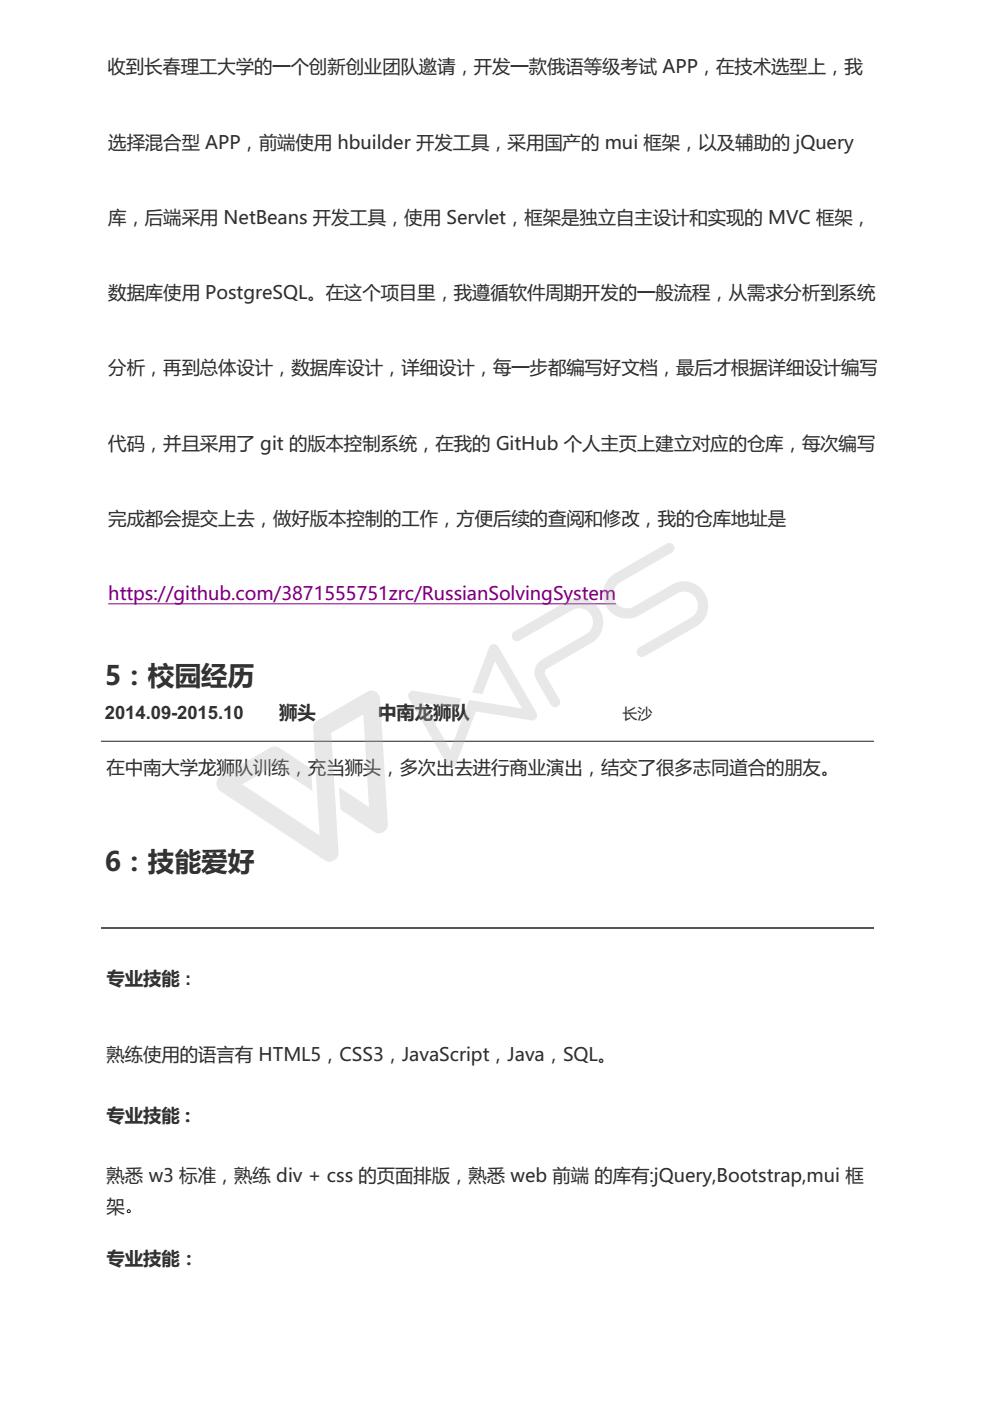 收到长春理工大学的一个创新创业团队邀请，开发一款俄语等级考试 APP，在技术选型上，我
选择混合型 APP，前端使用 hbuilder 开发工具，采用国产的 mui 框架，以及辅助的 jQuery
库，后端采用 NetBeans 开发工具，使用 Servlet，框架是独立自主设计和实现的 MVC 框架，
数据库使用 PostgreSQL。在这个项目里，我遵循软件周期开发的一般流程，从需求分析到系统
分析，再到总体设计，数据库设计，详细设计，每一步都编写好文档，最后才根据详细设计编写
代码，并且采用了 git 的版本控制系统，在我的 GitHub 个人主页上建立对应的仓库，每次编写
完成都会提交上去，做好版本控制的工作，方便后续的查阅和修改，我的仓库地址是
https://github.com/3871555751zrc/RussianSolvingSystem
5：校园经历
2014.09-2015.10 狮头 中南龙狮队 长沙
在中南大学龙狮队训练，充当狮头，多次出去进行商业演出，结交了很多志同道合的朋友。
6：技能爱好
专业技能：
熟练使用的语言有 HTML5，CSS3，JavaScript，Java，SQL。
专业技能：
熟悉 w3 标准，熟练 div + css 的页面排版，熟悉 web 前端 的库有:jQuery,Bootstrap,mui 框
架。
专业技能：
WPS